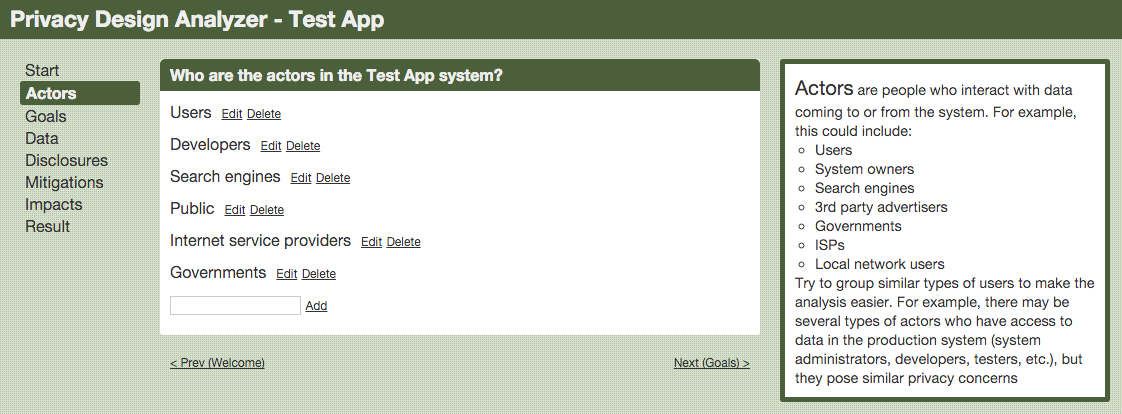 Privacy Design Analyzer - Test App
Start
Actors
Goals
Data
Disclosures
Mitigations
Impacts
Result
Who are the actors in the Test App system?
Users Edit Delete
Developers Edit Delete
Search engines Edit Delete
Public Edit Delete
Internet service providers Edit Delete
Governments Edit Delete
Add
< Prev (Welcome)
Next (Goals) >
Actors are people who interact with data
coming to or from the system. For example,
this could include:
Users
System owners
Search engines
3rd party advertisers
Governments
ISPs
Local network users
Try to group similar types of users to make the
analysis easier. For example, there may be
several types of actors who have access to
data in the production system (system
administrators, developers, testers, etc.), but
they pose similar privacy concerns